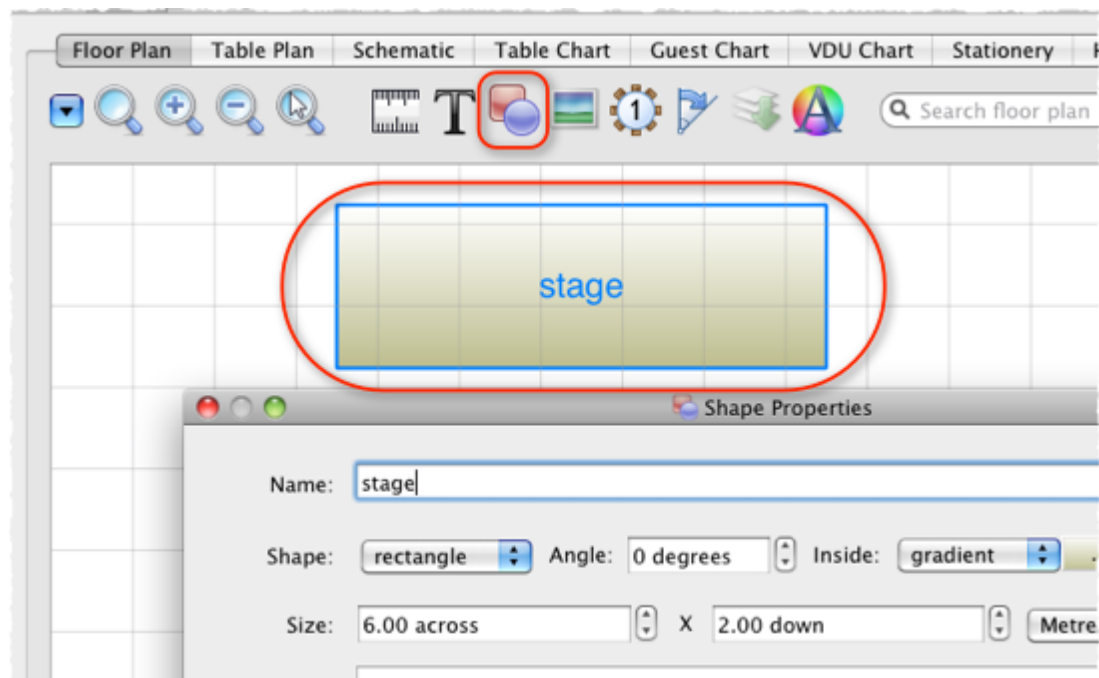 Floor Plan Table Plan Schematic Table Chart Guest Chart VDU Chart Stationery
T 1 A Search floor plan
stage
Shape Properties
Name: stage
Shape: rectangle Angle: 0 degrees Inside: gradient
Size: 6.00 across X 2.00 down Metre